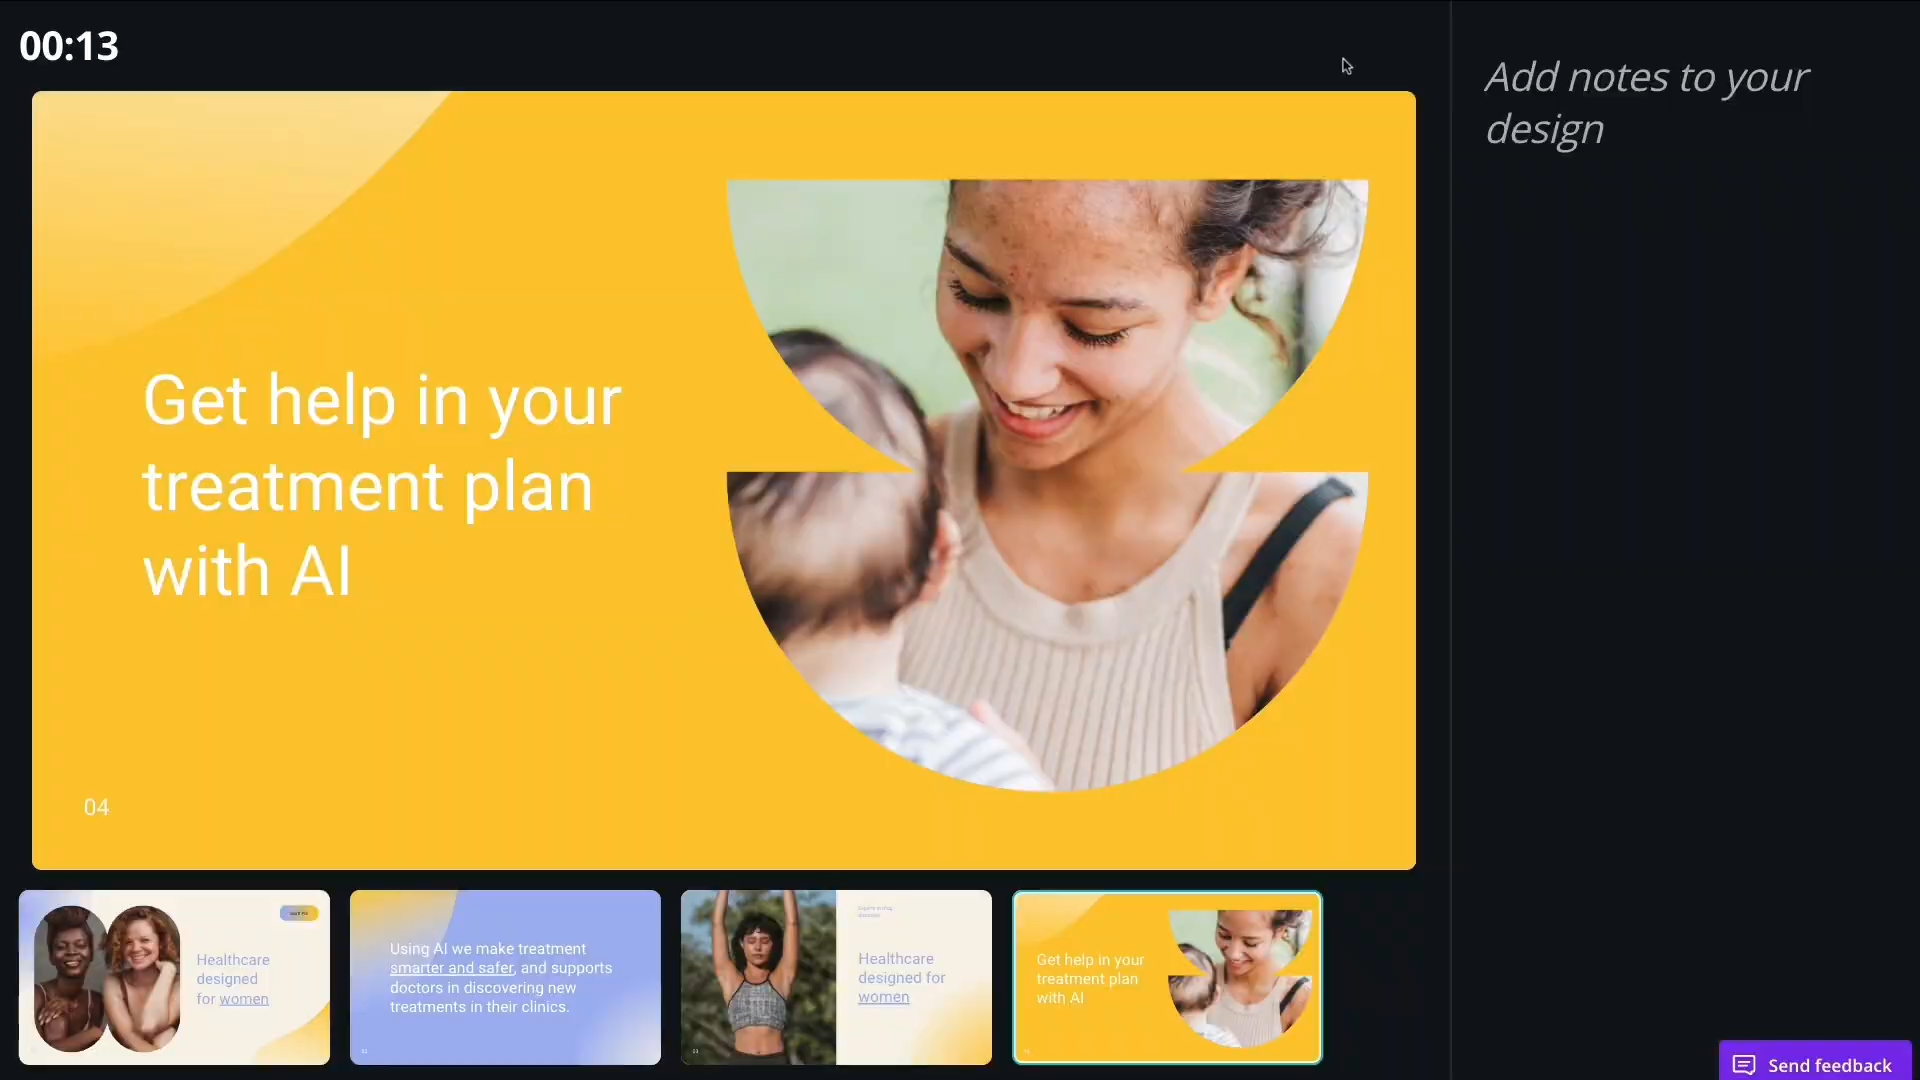 00:13
Add notes to your
design
Get help in your
treatment plan
with AI
04
Healthcare
designed
for women
Using AI we make treatment
smarter and safer, and supports
doctors in discovering new
treatments in their clinics.
Healthcare
designed for
women
Get help in your
treatment plan
with AI
Send feedback